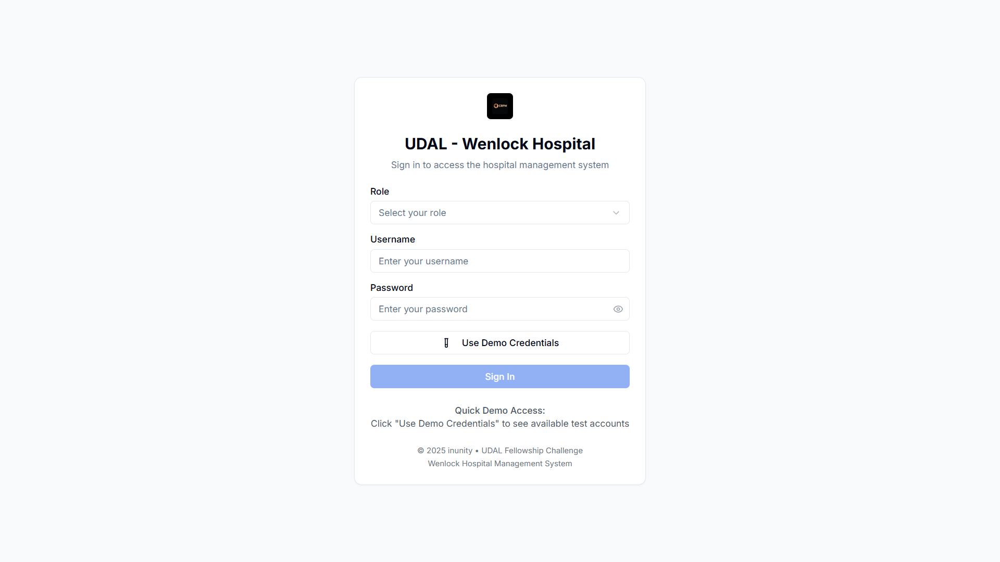 CRPM
UDAL - Wenlock Hospital
Sign in to access the hospital management system
Role
Select your role
Username
Enter your username
Password
Enter your password
Use Demo Credentials
Sign In
Quick Demo Access:
Click "Use Demo Credentials" to see available test accounts
© 2025 inunity • UDAL Fellowship Challenge
Wenlock Hospital Management System